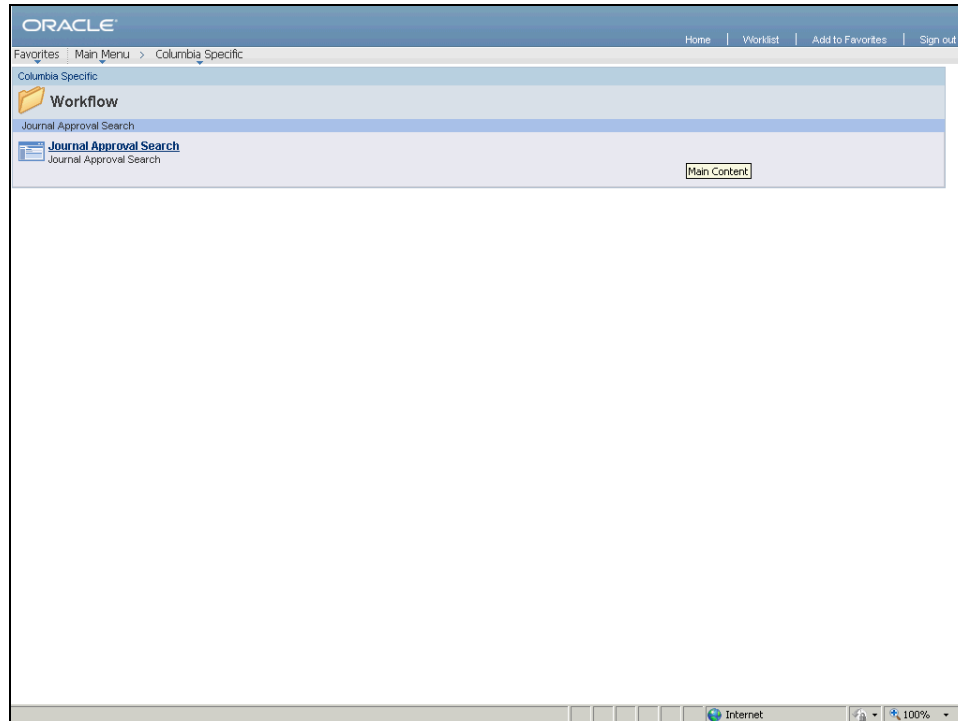 ORACLE
Home | Worklist | Add to Favorites | Sign out
Favorites Main Menu > Columbia Specific
Columbia Specific
Workflow
Journal Approval Search
Journal Approval Search
Journal Approval Search
Main Content
Internet 100%